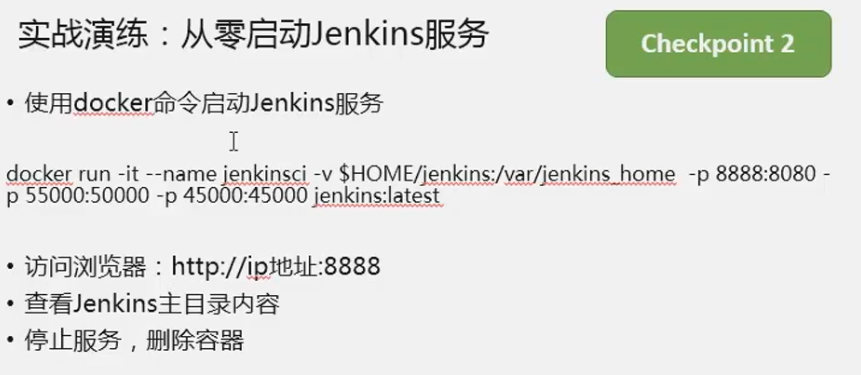 实战演练：从零启动Jenkins服务
Checkpoint 2
• 使用docker命令启动Jenkins服务
docker run -it --name jenkinsci -v $HOME/jenkins:/var/jenkins_home -p 8888:8080 -
p 55000:50000 -p 45000:45000 jenkins:latest
• 访问浏览器：http://ip地址:8888
• 查看Jenkins主目录内容
• 停止服务，删除容器